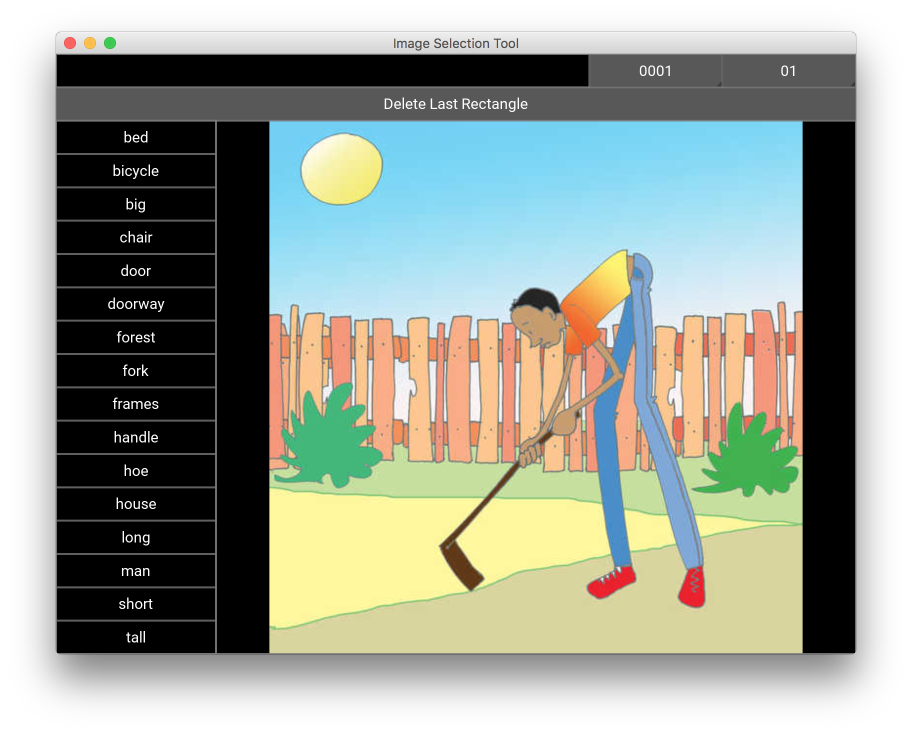 Image Selection Tool
0001 01
Delete Last Rectangle
bed
bicycle
big
chair
door
doorway
forest
fork
frames
handle
hoe
house
long
man
short
tall